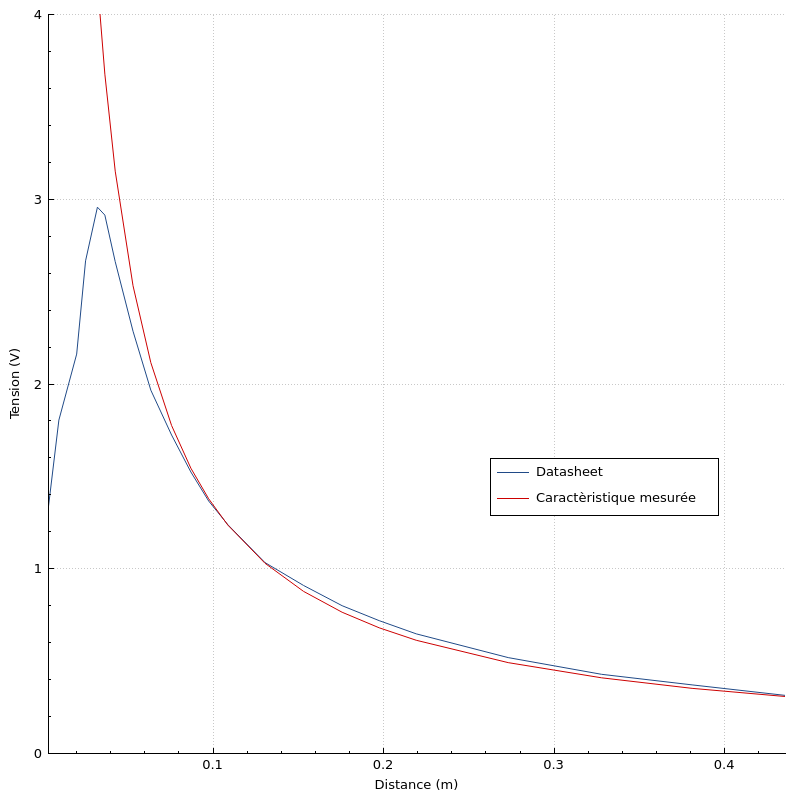 4
3
2
1
0
Tension (V)
Datasheet
Caractèristique mesurée
0.1 0.2 0.3 0.4
Distance (m)